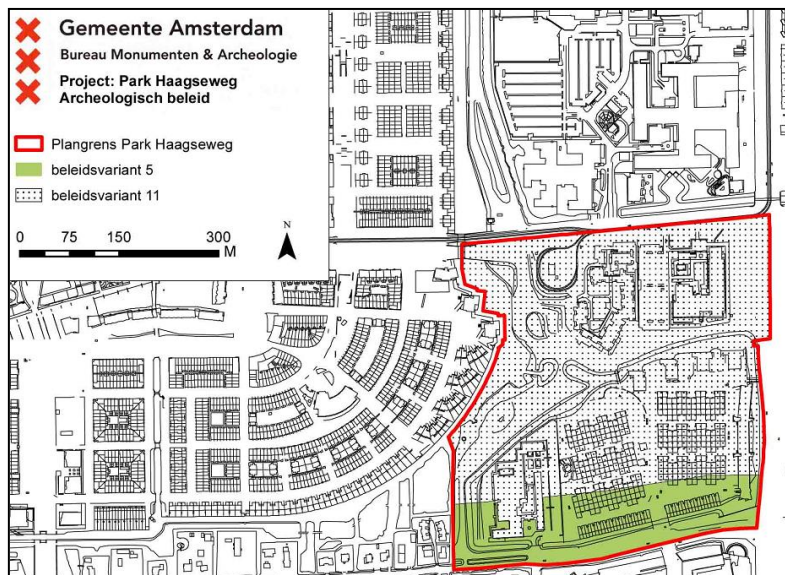 Gemeente Amsterdam
Bureau Monumenten & Archeologie
Project: Park Haagseweg
Archeologisch beleid
Plangrens Park Haagseweg
beleidsvariant 5
beleidsvariant 11
0 75 150 300
M
N